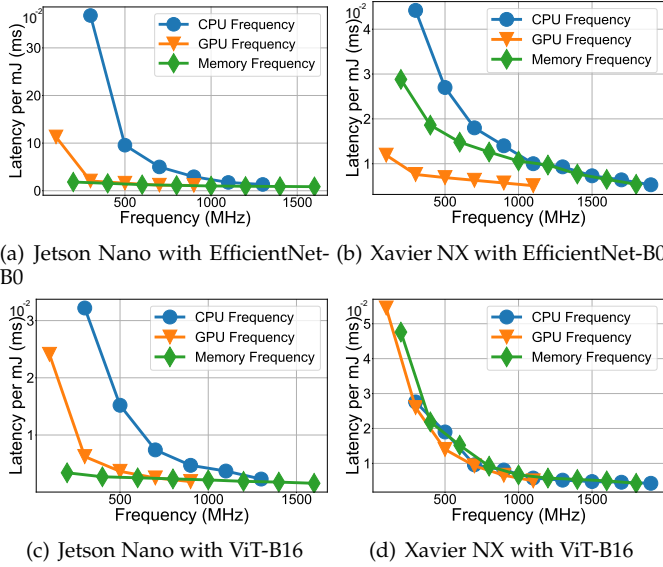 10⁻²
30
20
10
0
Latency per mJ (ms)
CPU Frequency
GPU Frequency
Memory Frequency
500 1000 1500
Frequency (MHz)
10⁻²
4
3
2
1
Latency per mJ (ms)
CPU Frequency
GPU Frequency
Memory Frequency
500 1000 1500
Frequency (MHz)
(a) Jetson Nano with EfficientNet-
B0
(b) Xavier NX with EfficientNet-B0
10⁻²
3
2
1
Latency per mJ (ms)
CPU Frequency
GPU Frequency
Memory Frequency
500 1000 1500
Frequency (MHz)
10⁻²
5
4
3
2
1
Latency per mJ (ms)
CPU Frequency
GPU Frequency
Memory Frequency
500 1000 1500
Frequency (MHz)
(c) Jetson Nano with ViT-B16
(d) Xavier NX with ViT-B16